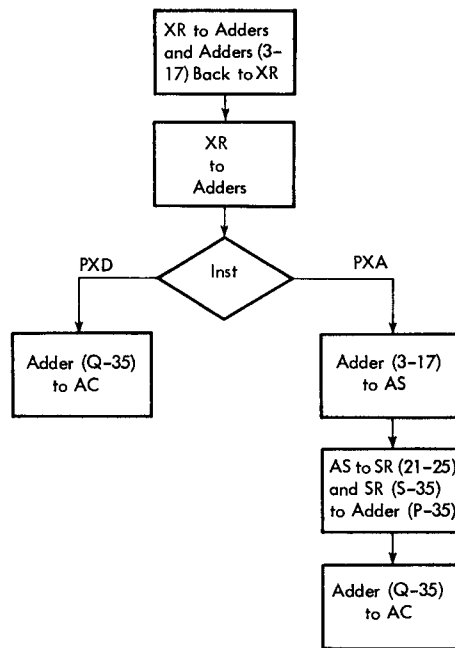 XR to Adders
and Adders (3-
17) Back to XR
XR
to
Adders
Inst
PXD
PXA
Adder (Q-35)
to AC
Adder (3-17)
to AS
AS to SR (21-25)
and SR (S-35)
to Adder (P-35)
Adder (Q-35)
to AC